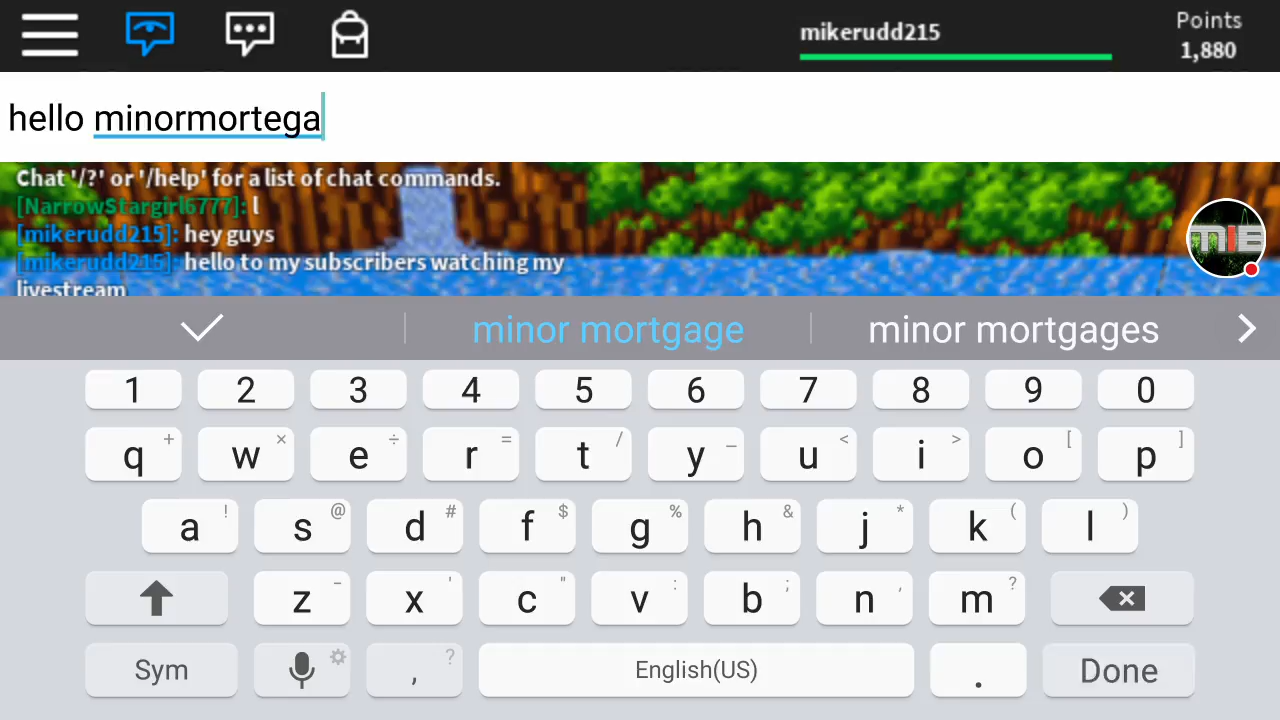 mikerudd215
Points
1,880
hello minormortega
Chat '/?' or '/help' for a list of chat commands.
[NarrowStargirl6777]: l
[mikerudd215]: hey guys
[mikerudd215]: hello to my subscribers watching my
livestream
MIB
minor mortgage minor mortgages
1 2 3 4 5 6 7 8 9 0
q + w × e ÷ r = t / y _ u < i > o [ p ]
a ! s @ d # f $ g % h & j * k ( l )
z - x ' c " v : b ; n , m ?
Sym , ? English(US) . Done